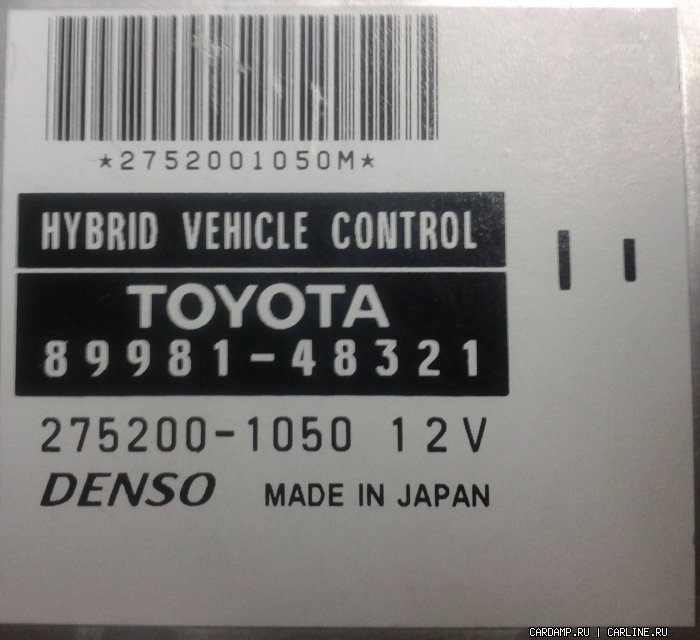 *2752001050M*
HYBRID VEHICLE CONTROL
TOYOTA
89981-48321
275200-1050 12V
DENSO MADE IN JAPAN
CARDAMP.RU | CARLINE.RU